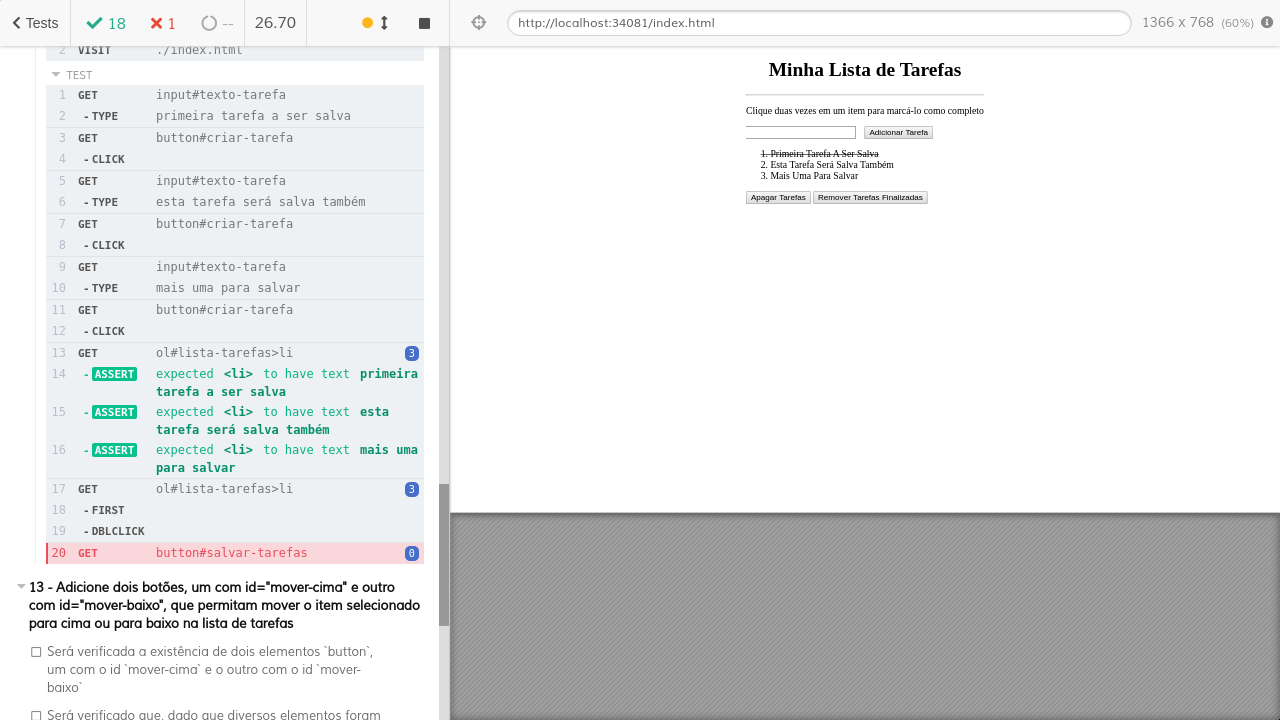 Tests 18 1 -- 26.70 http://localhost:34081/index.html 1366 x 768 (60%)
2 VISIT ./index.html
TEST
1 GET input#texto-tarefa
2 -TYPE primeira tarefa a ser salva
3 GET button#criar-tarefa
4 -CLICK
5 GET input#texto-tarefa
6 -TYPE esta tarefa será salva também
7 GET button#criar-tarefa
8 -CLICK
9 GET input#texto-tarefa
10 -TYPE mais uma para salvar
11 GET button#criar-tarefa
12 -CLICK
13 GET ol#lista-tarefas>li 3
14 -ASSERT expected <li> to have text primeira
tarefa a ser salva
15 -ASSERT expected <li> to have text esta
tarefa será salva também
16 -ASSERT expected <li> to have text mais uma
para salvar
17 GET ol#lista-tarefas>li 3
18 -FIRST
19 -DBLCLICK
20 GET button#salvar-tarefas 0
13 - Adicione dois botões, um com id="mover-cima" e outro
com id="mover-baixo", que permitam mover o item selecionado
para cima ou para baixo na lista de tarefas
Será verificada a existência de dois elementos `button`,
um com o id `mover-cima` e o outro com o id `mover-
baixo`
Será verificado que, dado que diversos elementos foram
Minha Lista de Tarefas
Clique duas vezes em um item para marcá-lo como completo
Adicionar Tarefa
1. Primeira Tarefa A Ser Salva
2. Esta Tarefa Será Salva Também
3. Mais Uma Para Salvar
Apagar Tarefas Remover Tarefas Finalizadas